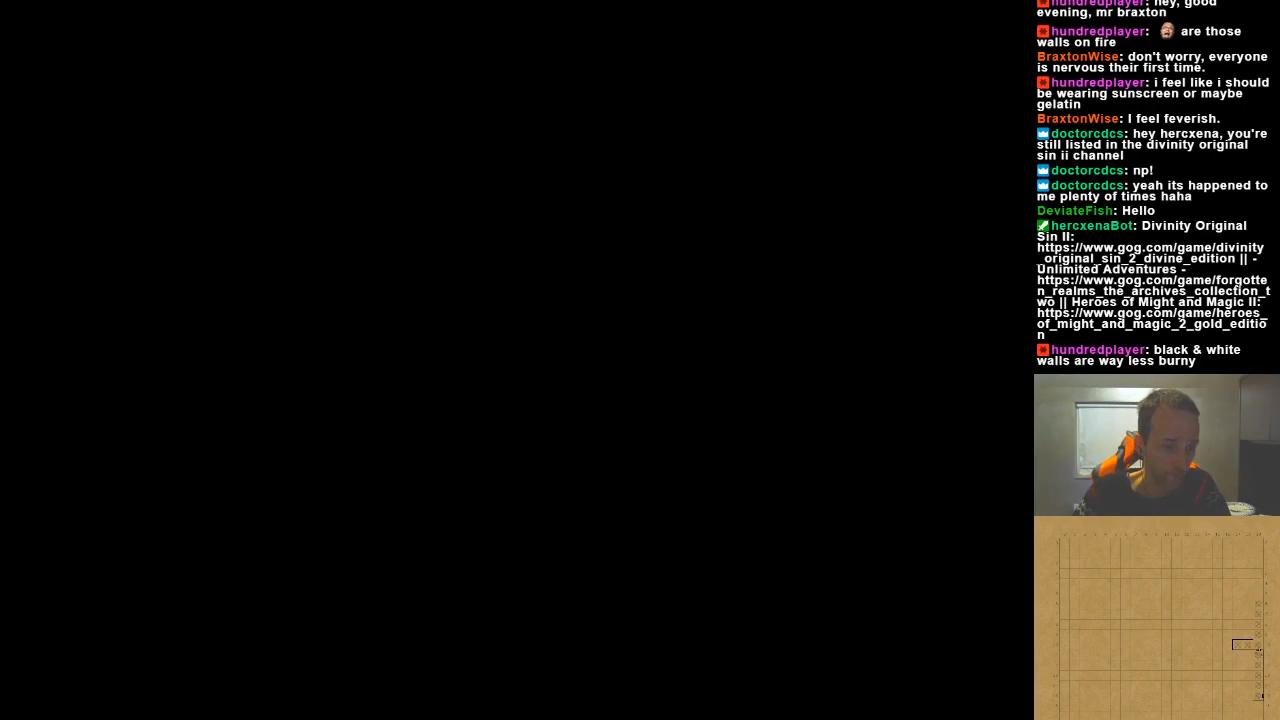 hundredplayer: hey, good
evening, mr braxton
hundredplayer: are those
walls on fire
BraxtonWise: don't worry, everyone
is nervous their first time.
hundredplayer: i feel like i should
be wearing sunscreen or maybe
gelatin
BraxtonWise: I feel feverish.
doctorcdcs: hey hercxena, you're
still listed in the divinity original
sin ii channel
doctorcdcs: np!
doctorcdcs: yeah its happened to
me plenty of times haha
DeviateFish: Hello
hercxenaBot: Divinity Original
Sin II:
https://www.gog.com/game/divinity
_original_sin_2_divine_edition || -
Unlimited Adventures -
https://www.gog.com/game/forgotte
n_realms_the_archives_collection_t
wo || Heroes of Might and Magic II:
https://www.gog.com/game/heroes_
of_might_and_magic_2_gold_editio
n
hundredplayer: black & white
walls are way less burny